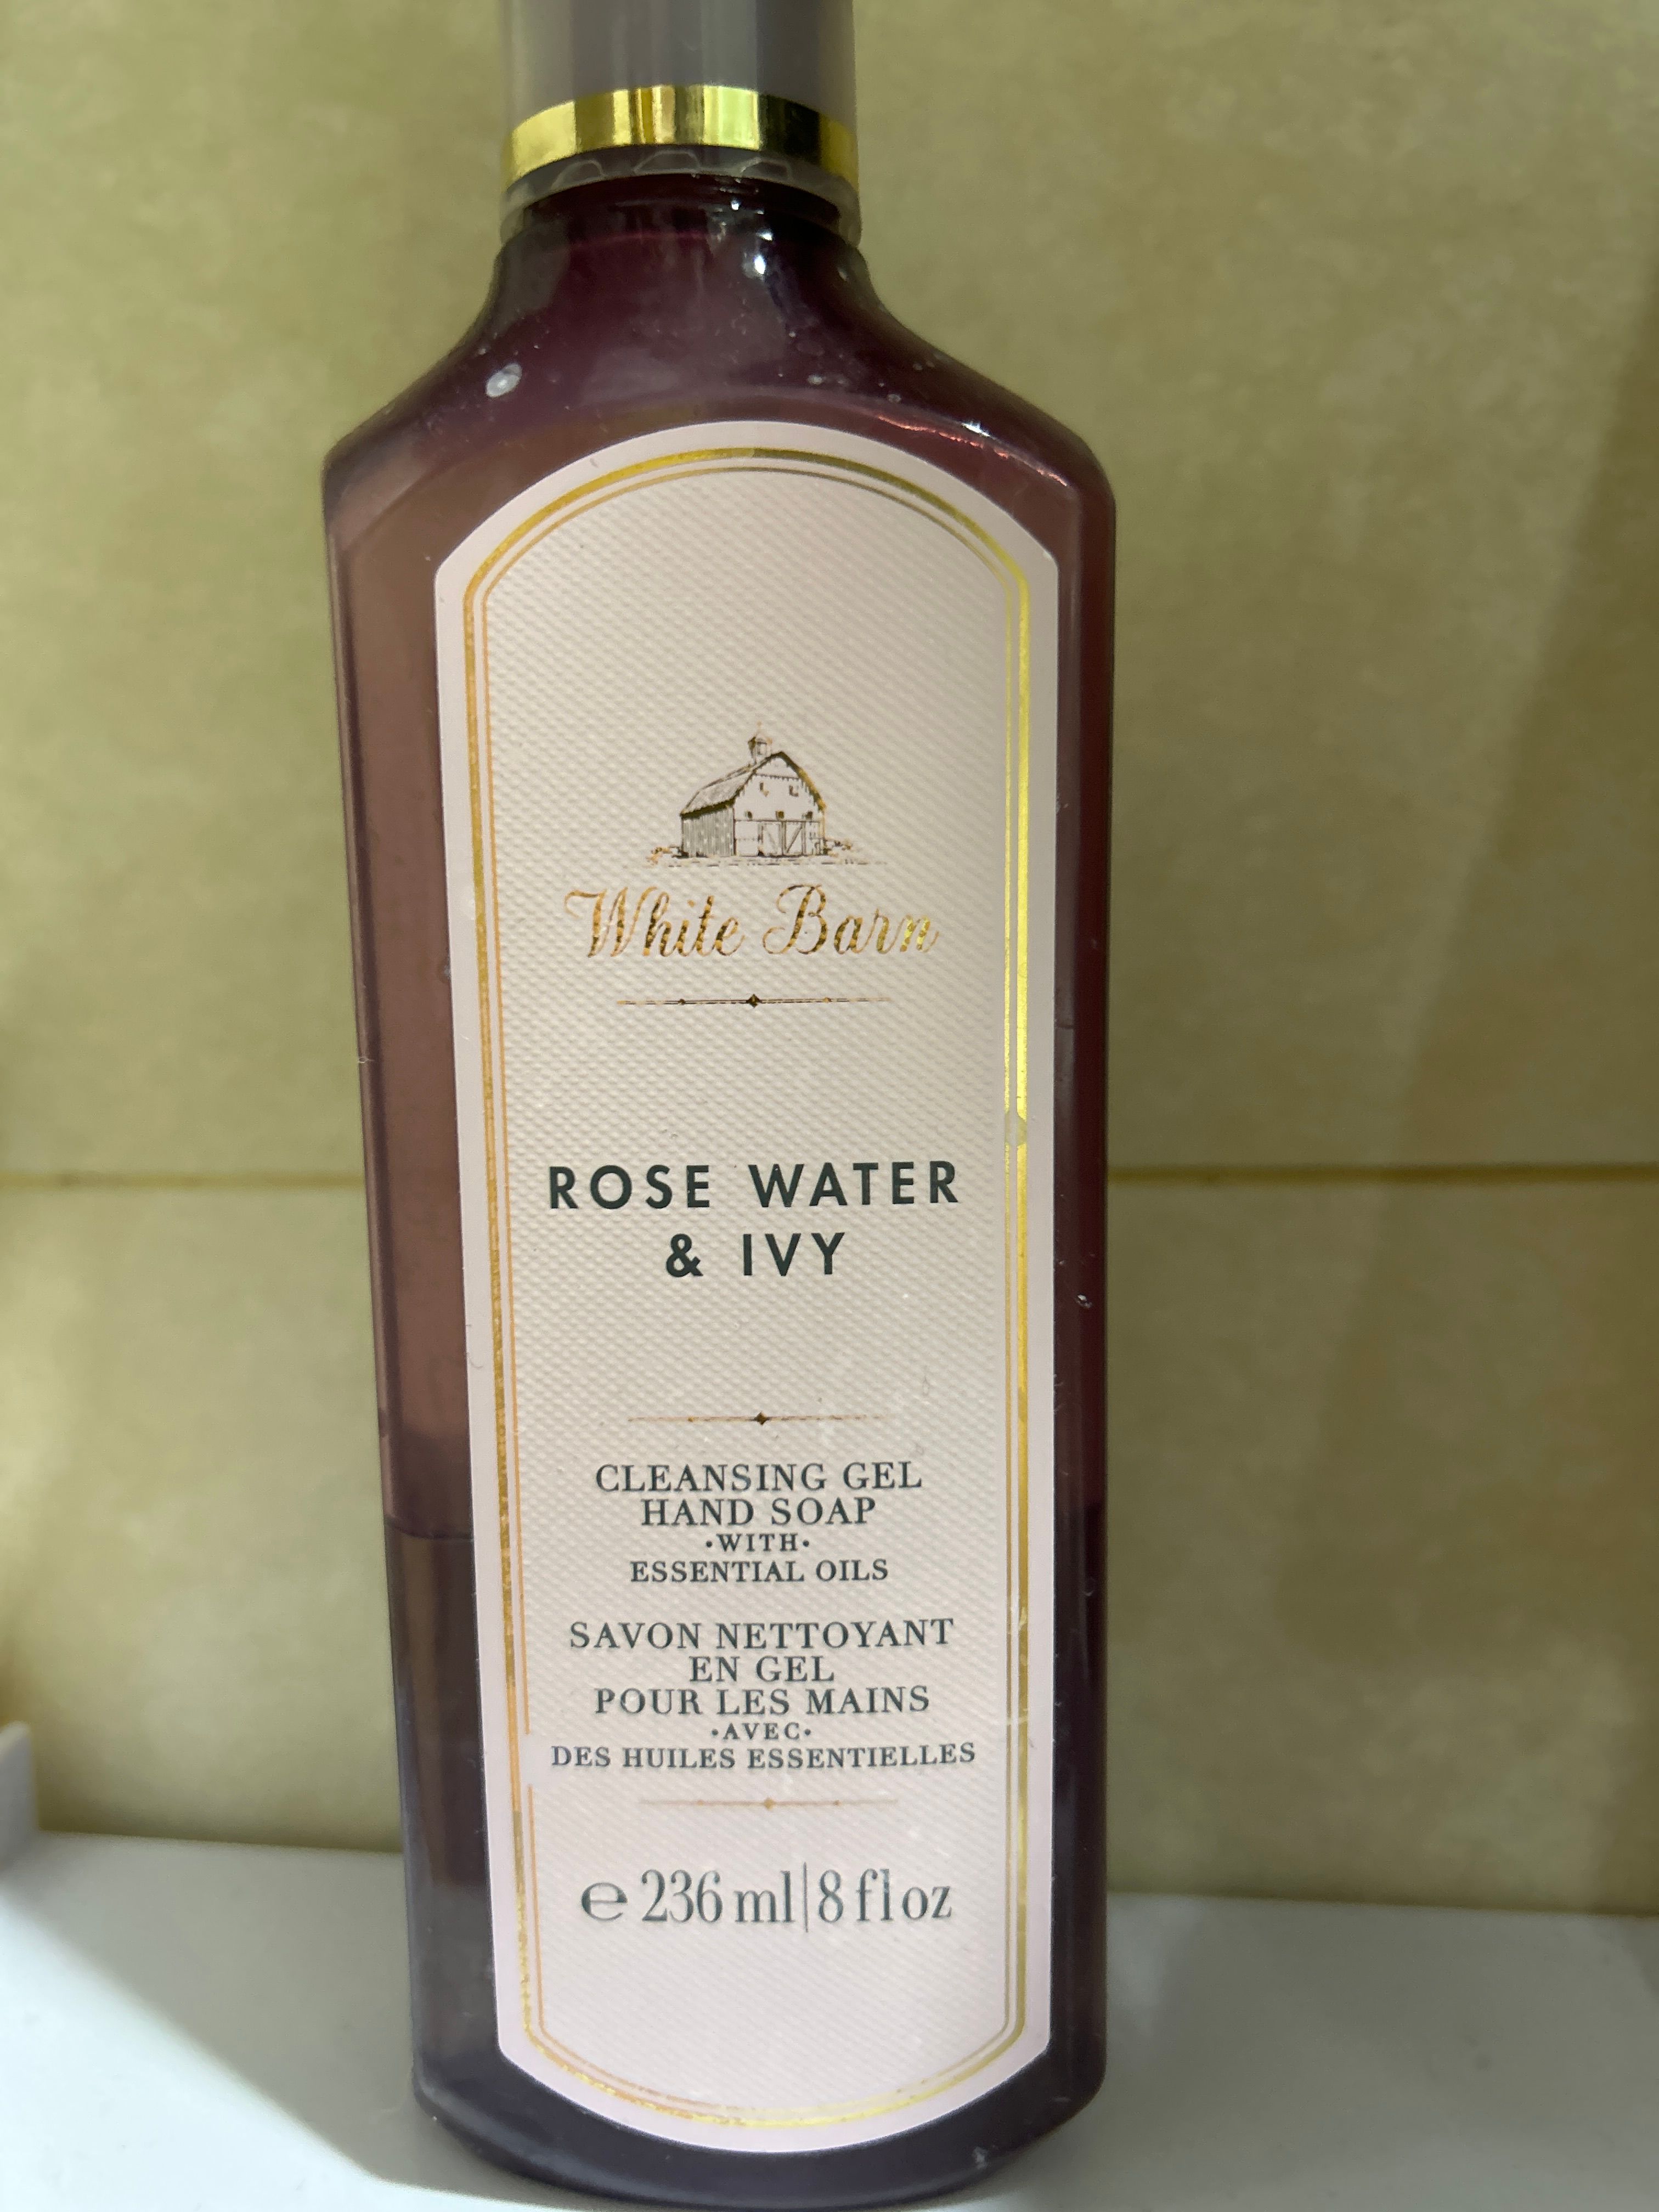 White Barn
ROSE WATER
& IVY
CLEANSING GEL
HAND SOAP
•WITH•
ESSENTIAL OILS
SAVON NETTOYANT
EN GEL
POUR LES MAINS
•AVEC•
DES HUILES ESSENTIELLES
℮ 236 ml|8 fl oz